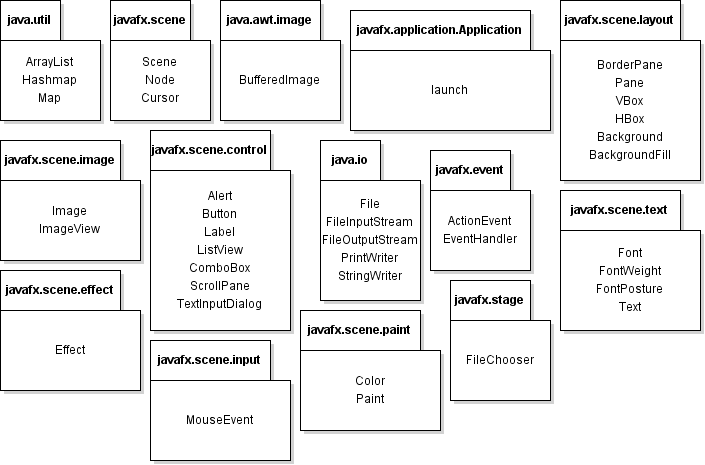 java.util
ArrayList
Hashmap
Map
javafx.scene
Scene
Node
Cursor
java.awt.image
BufferedImage
javafx.application.Application
launch
javafx.scene.layout
BorderPane
Pane
VBox
HBox
Background
BackgroundFill
javafx.scene.image
Image
ImageView
javafx.scene.control
Alert
Button
Label
ListView
ComboBox
ScrollPane
TextInputDialog
java.io
File
FileInputStream
FileOutputStream
PrintWriter
StringWriter
javafx.event
ActionEvent
EventHandler
javafx.scene.text
Font
FontWeight
FontPosture
Text
javafx.scene.effect
Effect
javafx.scene.input
MouseEvent
javafx.scene.paint
Color
Paint
javafx.stage
FileChooser